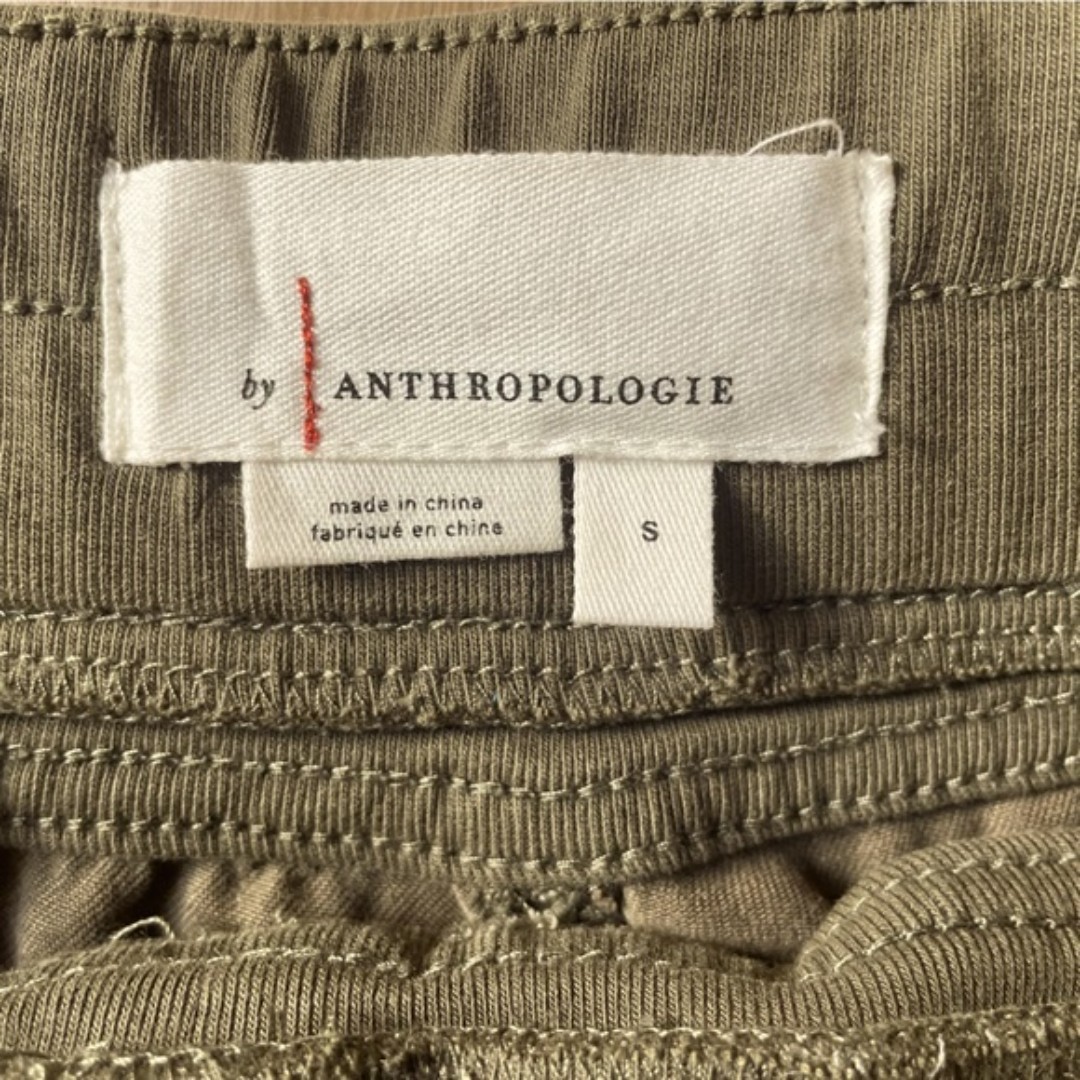 by ANTHROPOLOGIE
made in china
fabriqué en chine
S